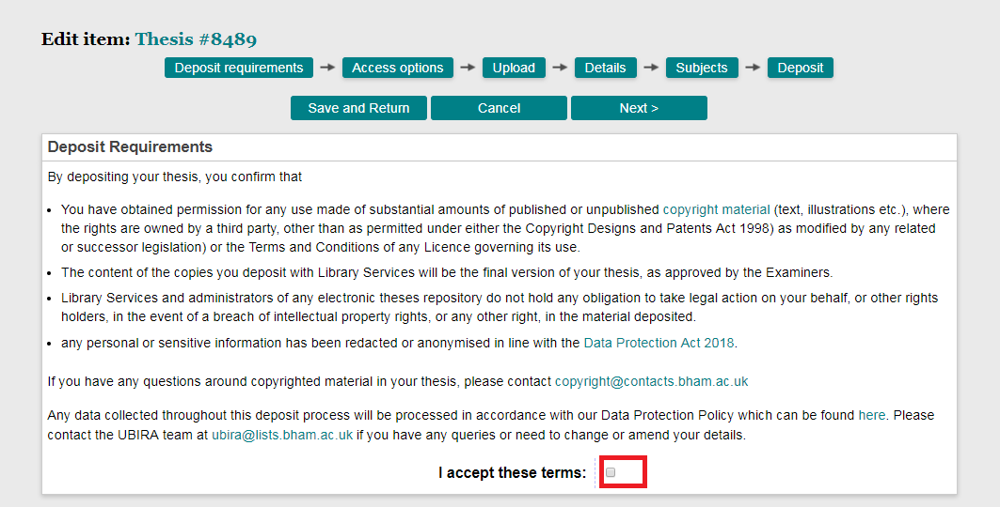 Edit item: Thesis #8489
Deposit requirements → Access options → Upload → Details → Subjects → Deposit
Save and Return Cancel Next >
Deposit Requirements
By depositing your thesis, you confirm that
• You have obtained permission for any use made of substantial amounts of published or unpublished copyright material (text, illustrations etc.), where
the rights are owned by a third party, other than as permitted under either the Copyright Designs and Patents Act 1998) as modified by any related
or successor legislation) or the Terms and Conditions of any Licence governing its use.
• The content of the copies you deposit with Library Services will be the final version of your thesis, as approved by the Examiners.
• Library Services and administrators of any electronic theses repository do not hold any obligation to take legal action on your behalf, or other rights
holders, in the event of a breach of intellectual property rights, or any other right, in the material deposited.
• any personal or sensitive information has been redacted or anonymised in line with the Data Protection Act 2018.
If you have any questions around copyrighted material in your thesis, please contact copyright@contacts.bham.ac.uk
Any data collected throughout this deposit process will be processed in accordance with our Data Protection Policy which can be found here. Please
contact the UBIRA team at ubira@lists.bham.ac.uk if you have any queries or need to change or amend your details.
I accept these terms: